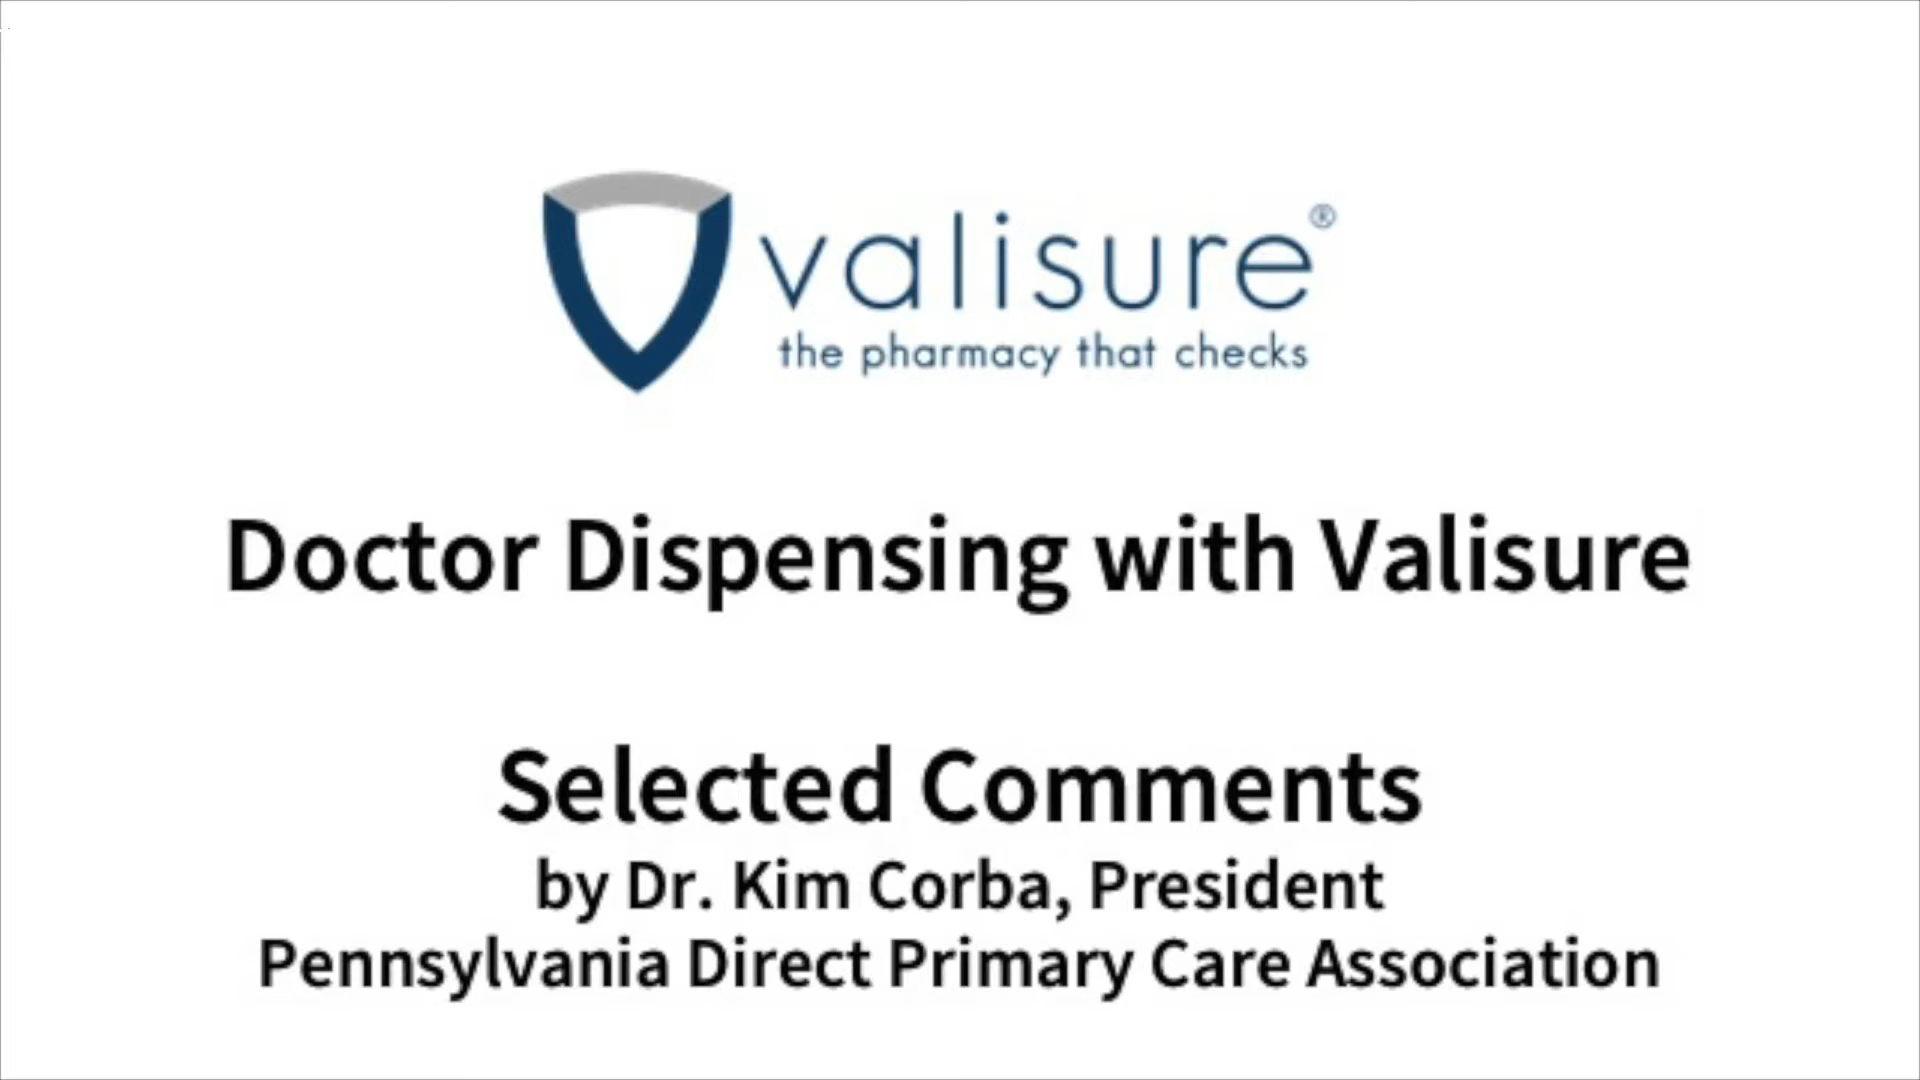 valisure®
the pharmacy that checks
Doctor Dispensing with Valisure
Selected Comments
by Dr. Kim Corba, President
Pennsylvania Direct Primary Care Association